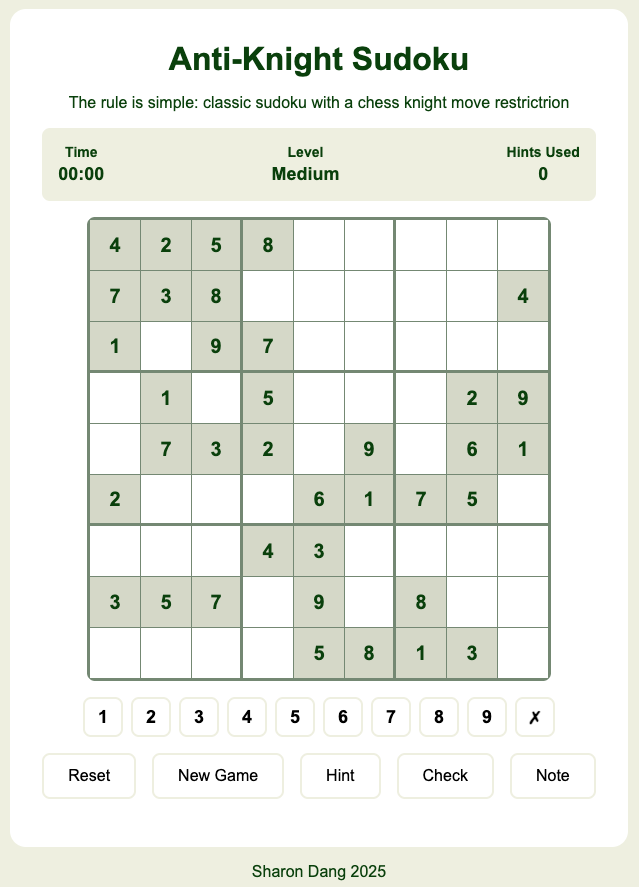 Anti-Knight Sudoku
The rule is simple: classic sudoku with a chess knight move restrictrion
Time Level Hints Used
00:00 Medium 0
4 2 5 8
7 3 8 4
1 9 7
1 5 2 9
7 3 2 9 6 1
2 6 1 7 5
4 3
3 5 7 9 8
5 8 1 3
1 2 3 4 5 6 7 8 9 ✗
Reset New Game Hint Check Note
Sharon Dang 2025